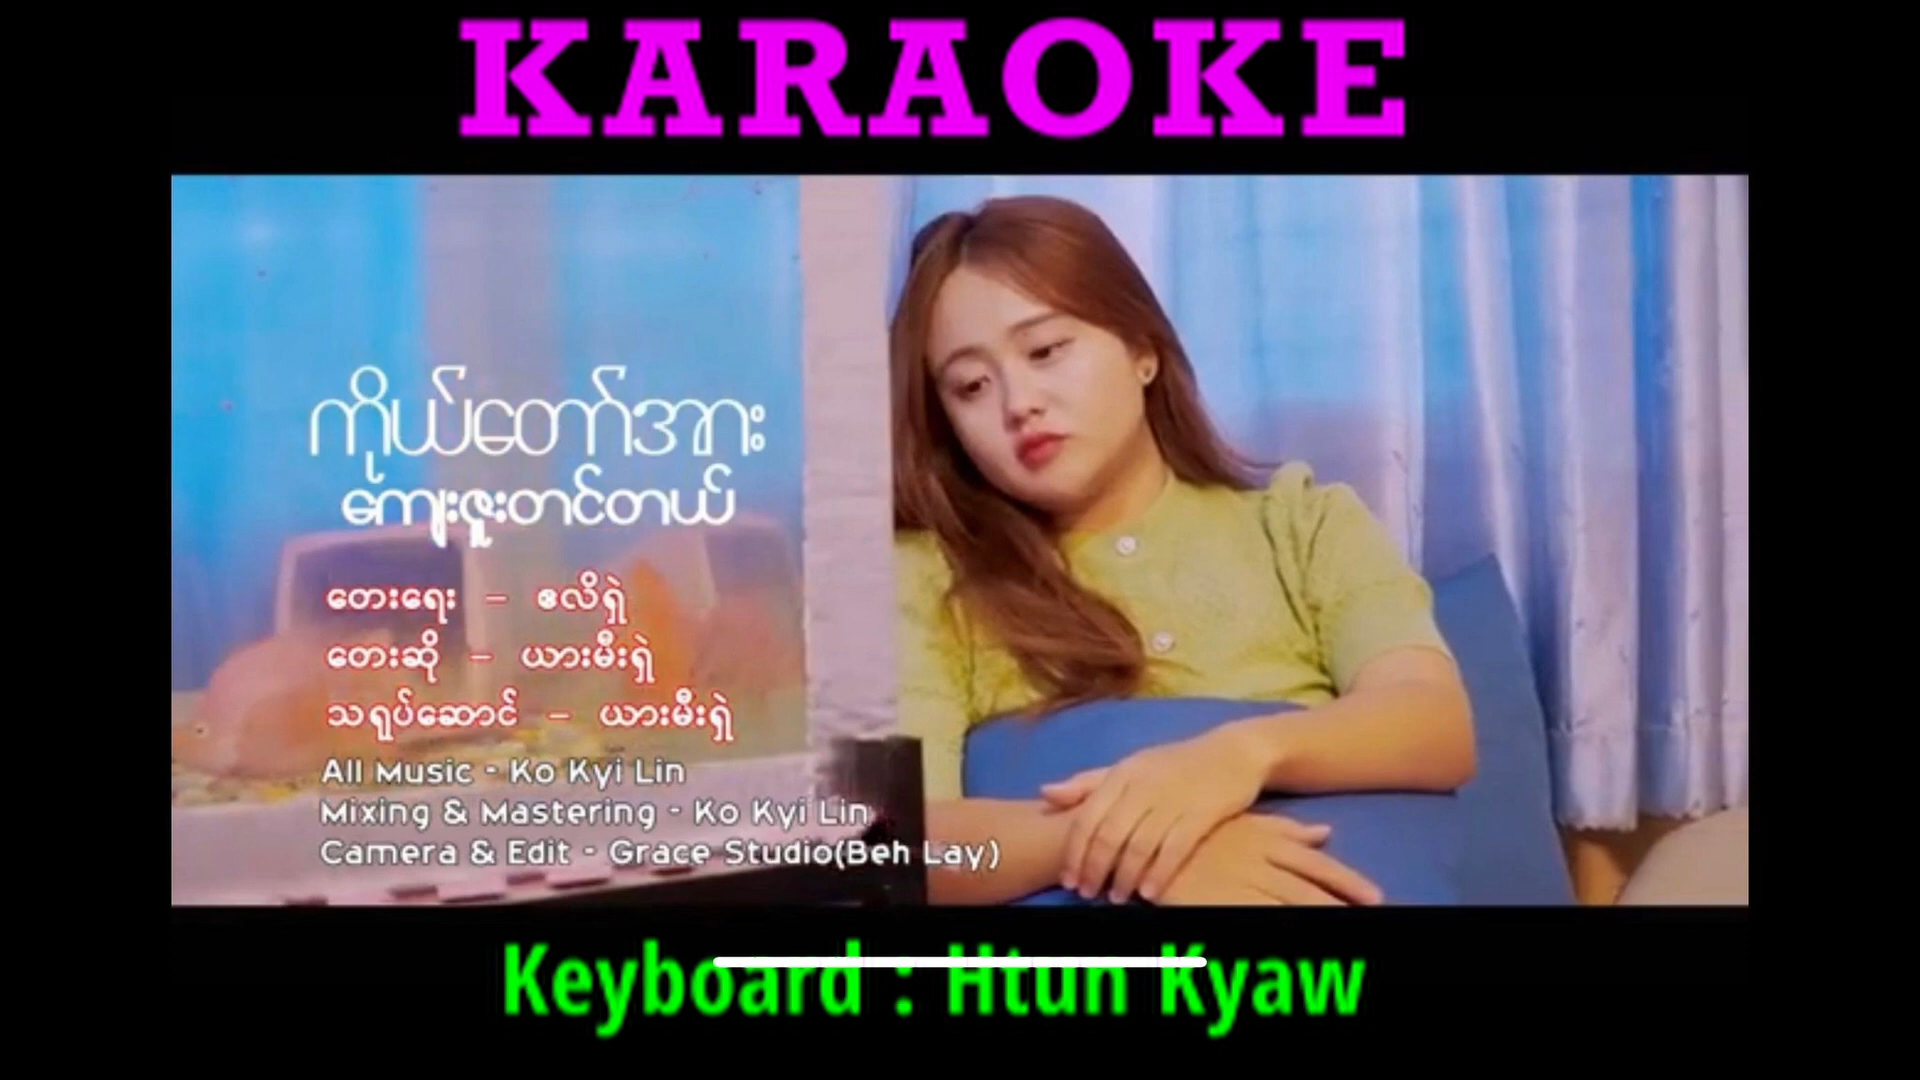 KARAOKE
ကိုယ်တော်အား
ကျေးဇူးတင်တယ်
တေးရေး - ဧလိရှဲ
တေးဆို - ယားမီးရှဲ
သရုပ်ဆောင် - ယားမီးရှဲ
All Music - Ko Kyi Lin
Mixing & Mastering - Ko Kyi Lin
Camera & Edit - Grace Studio(Beh Lay)
Keyboard : Htun Kyaw